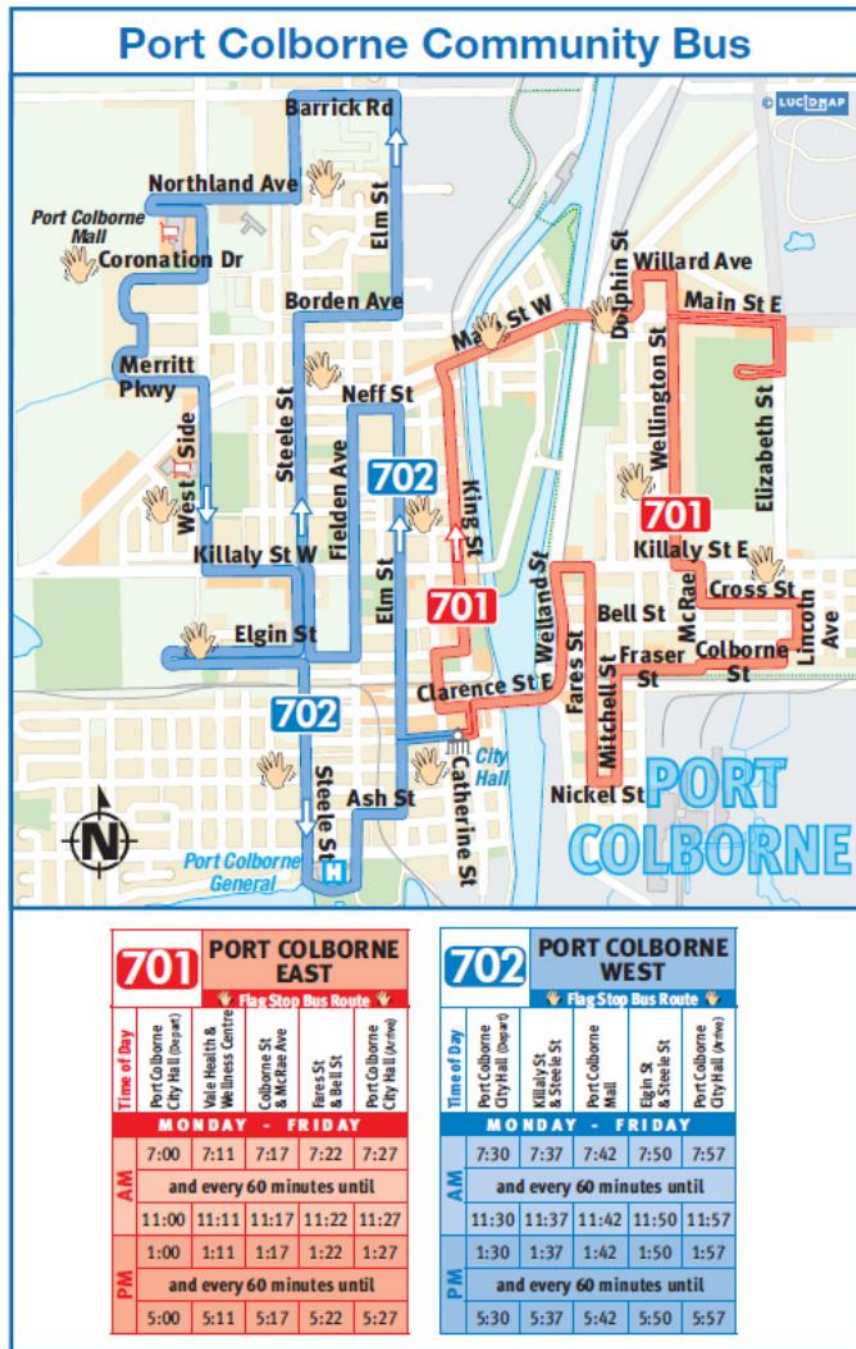 Port Colborne Community Bus
© LUCIDMAP
Barrick Rd
Northland Ave
Elm St
Port Colborne
Mall
Coronation Dr
Dolphin St
Willard Ave
Borden Ave
Main St W
Main St E
Merritt
Pkwy
Steele St
Neff St
Wellington St
Elizabeth St
West Side
Fielden Ave
702
King St
701
Killaly St W
Killaly St E
Elm St
Welland St
Cross St
701
Bell St
McRae
Lincoln
Ave
Elgin St
Fraser
St
Colborne
St
Clarence St E
Fares St
Mitchell St
702
City
Hall
Steele St
Ash St
Catherine St
Nickel St
PORT
COLBORNE
N
Port Colborne
General
H
701
PORT COLBORNE
EAST
Flag Stop Bus Route
Time of Day
Port Colborne
City Hall (Depart)
Vale Health &
Wellness Centre
Colborne St
& McRae Ave
Fares St
& Bell St
Port Colborne
City Hall (Arrive)
MONDAY - FRIDAY
AM
7:00 7:11 7:17 7:22 7:27
and every 60 minutes until
11:00 11:11 11:17 11:22 11:27
PM
1:00 1:11 1:17 1:22 1:27
and every 60 minutes until
5:00 5:11 5:17 5:22 5:27
702
PORT COLBORNE
WEST
Flag Stop Bus Route
Time of Day
Port Colborne
City Hall (Depart)
Killaly St
& Steele St
Port Colborne
Mall
Elgin St
& Steele St
Port Colborne
City Hall (Arrive)
MONDAY - FRIDAY
AM
7:30 7:37 7:42 7:50 7:57
and every 60 minutes until
11:30 11:37 11:42 11:50 11:57
PM
1:30 1:37 1:42 1:50 1:57
and every 60 minutes until
5:30 5:37 5:42 5:50 5:57